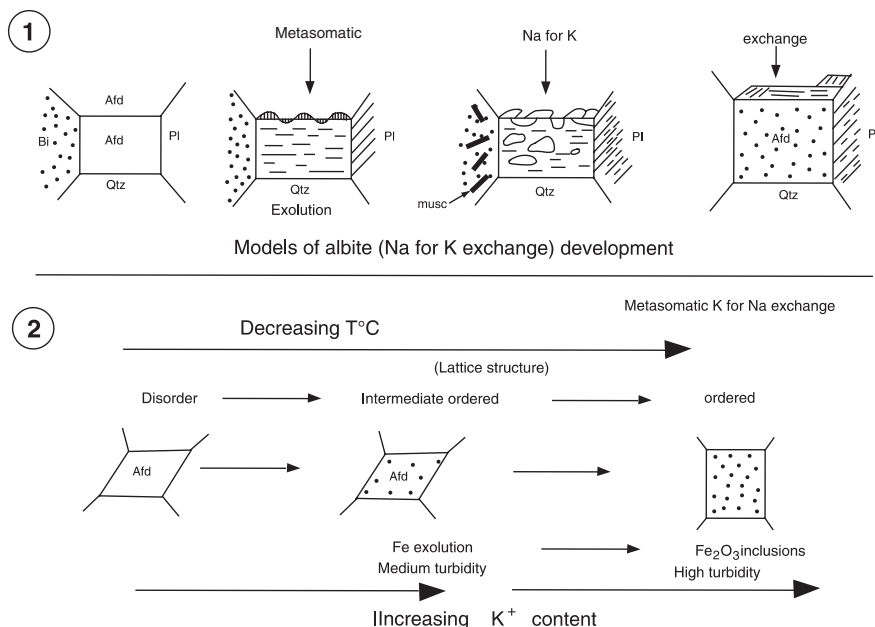 1
Metasomatic
Na for K
exchange
Afd
Bi
Afd
Pl
Qtz
Pl
Qtz
Exolution
Pl
musc
Qtz
Afd
P
Qtz
Models of albite (Na for K exchange) development
2
Metasomatic K for Na exchange
Decreasing T°C
(Lattice structure)
Disorder
Intermediate ordered
ordered
Afd
Afd
Fe exolution
Medium turbidity
Fe2O3 inclusions
High turbidity
IIncreasing K+ content